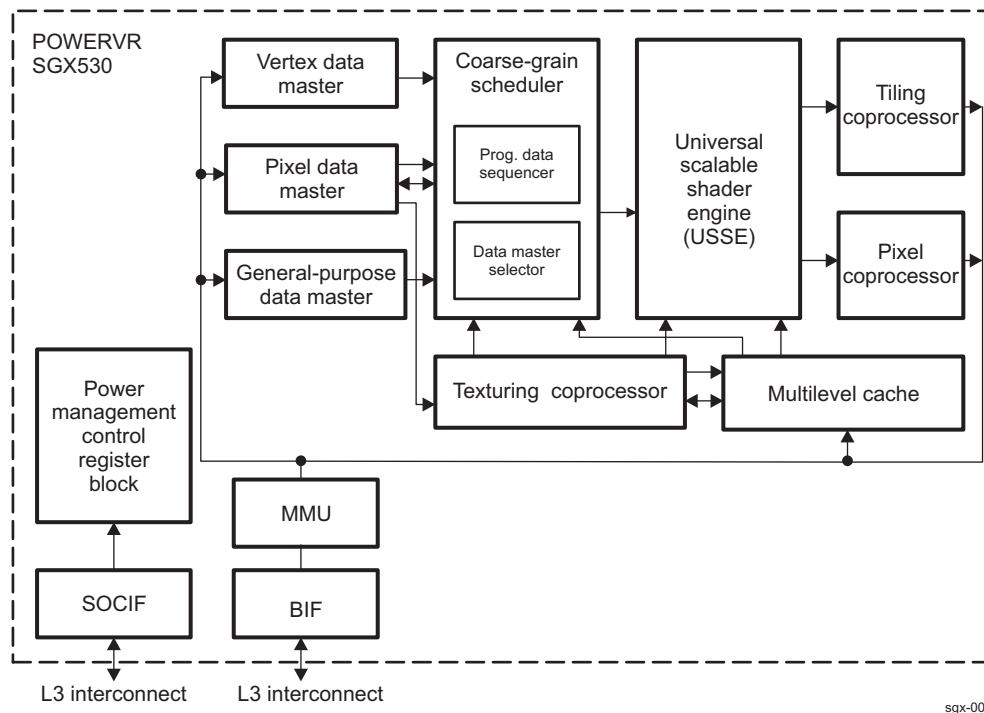 POWERVR
SGX530
Vertex data
master
Pixel data
master
General-purpose
data master
Coarse-grain
scheduler
Prog. data
sequencer
Data master
selector
Universal
scalable
shader
engine
(USSE)
Tiling
coprocessor
Pixel
coprocessor
Texturing coprocessor
Multilevel cache
Power
management
control
register
block
MMU
SOCIF
BIF
L3 interconnect
L3 interconnect
sgx-00